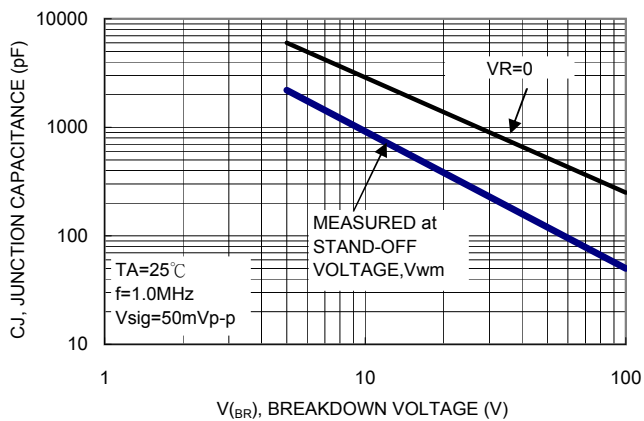 10000
1000
100
10
CJ, JUNCTION CAPACITANCE (pF)
VR=0
MEASURED at
STAND-OFF
VOLTAGE,Vwm
TA=25℃
f=1.0MHz
Vsig=50mVp-p
1
10
100
V(BR), BREAKDOWN VOLTAGE (V)